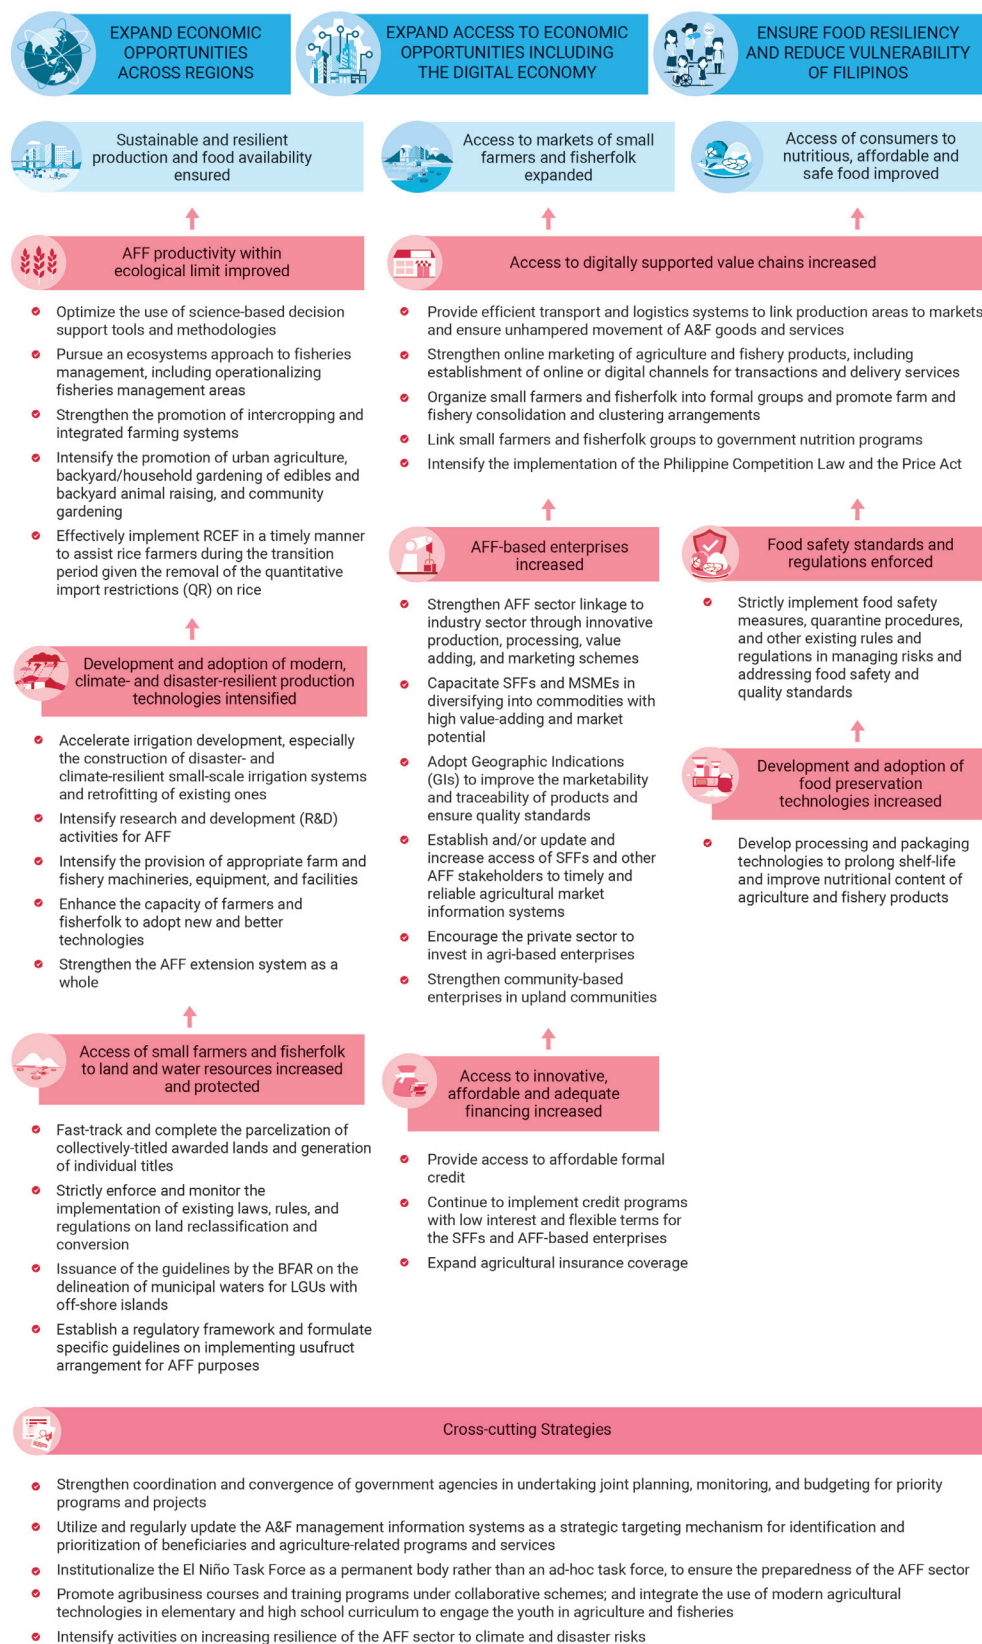 EXPAND ECONOMIC
OPPORTUNITIES
ACROSS REGIONS
EXPAND ACCESS TO ECONOMIC
OPPORTUNITIES INCLUDING
THE DIGITAL ECONOMY
ENSURE FOOD RESILIENCY
AND REDUCE VULNERABILITY
OF FILIPINOS
Sustainable and resilient
production and food availability
ensured
Access to markets of small
farmers and fisherfolk
expanded
Access of consumers to
nutritious, affordable and
safe food improved
AFF productivity within
ecological limit improved
Optimize the use of science-based decision
support tools and methodologies
Pursue an ecosystems approach to fisheries
management, including operationalizing
fisheries management areas
Strengthen the promotion of intercropping and
integrated farming systems
Intensify the promotion of urban agriculture,
backyard/household gardening of edibles and
backyard animal raising, and community
gardening
Effectively implement RCEF in a timely manner
to assist rice farmers during the transition
period given the removal of the quantitative
import restrictions (QR) on rice
Development and adoption of modern,
climate- and disaster-resilient production
technologies intensified
Accelerate irrigation development, especially
the construction of disaster- and
climate-resilient small-scale irrigation systems
and retrofitting of existing ones
Intensify research and development (R&D)
activities for AFF
Intensify the provision of appropriate farm and
fishery machineries, equipment, and facilities
Enhance the capacity of farmers and
fisherfolk to adopt new and better
technologies
Strengthen the AFF extension system as a
whole
Access of small farmers and fisherfolk
to land and water resources increased
and protected
Fast-track and complete the parcelization of
collectively-titled awarded lands and generation
of individual titles
Strictly enforce and monitor the
implementation of existing laws, rules, and
regulations on land reclassification and
conversion
Issuance of the guidelines by the BFAR on the
delineation of municipal waters for LGUs with
off-shore islands
Establish a regulatory framework and formulate
specific guidelines on implementing usufruct
arrangement for AFF purposes
Access to digitally supported value chains increased
Provide efficient transport and logistics systems to link production areas to markets
and ensure unhampered movement of A&F goods and services
Strengthen online marketing of agriculture and fishery products, including
establishment of online or digital channels for transactions and delivery services
Organize small farmers and fisherfolk into formal groups and promote farm and
fishery consolidation and clustering arrangements
Link small farmers and fisherfolk groups to government nutrition programs
Intensify the implementation of the Philippine Competition Law and the Price Act
AFF-based enterprises
increased
Strengthen AFF sector linkage to
industry sector through innovative
production, processing, value
adding, and marketing schemes
Capacitate SFFs and MSMEs in
diversifying into commodities with
high value-adding and market
potential
Adopt Geographic Indications
(GIs) to improve the marketability
and traceability of products and
ensure quality standards
Establish and/or update and
increase access of SFFs and other
AFF stakeholders to timely and
reliable agricultural market
information systems
Encourage the private sector to
invest in agri-based enterprises
Strengthen community-based
enterprises in upland communities
Access to innovative,
affordable and adequate
financing increased
Provide access to affordable formal
credit
Continue to implement credit programs
with low interest and flexible terms for
the SFFs and AFF-based enterprises
Expand agricultural insurance coverage
Food safety standards and
regulations enforced
Strictly implement food safety
measures, quarantine procedures,
and other existing rules and
regulations in managing risks and
addressing food safety and
quality standards
Development and adoption of
food preservation
technologies increased
Develop processing and packaging
technologies to prolong shelf-life
and improve nutritional content of
agriculture and fishery products
Cross-cutting Strategies
Strengthen coordination and convergence of government agencies in undertaking joint planning, monitoring, and budgeting for priority
programs and projects
Utilize and regularly update the A&F management information systems as a strategic targeting mechanism for identification and
prioritization of beneficiaries and agriculture-related programs and services
Institutionalize the El Niño Task Force as a permanent body rather than an ad-hoc task force, to ensure the preparedness of the AFF sector
Promote agribusiness courses and training programs under collaborative schemes; and integrate the use of modern agricultural
technologies in elementary and high school curriculum to engage the youth in agriculture and fisheries
Intensify activities on increasing resilience of the AFF sector to climate and disaster risks